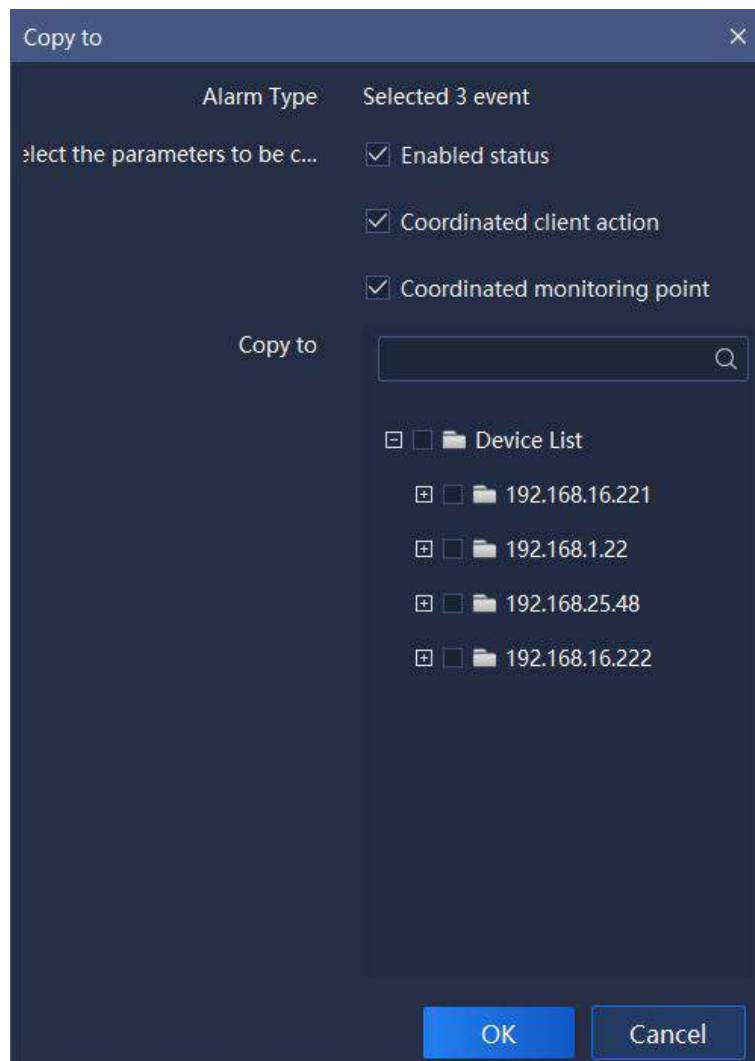 Copy to
Alarm Type Selected 3 event
elect the parameters to be c... Enabled status
Coordinated client action
Coordinated monitoring point
Copy to
Device List
192.168.16.221
192.168.1.22
192.168.25.48
192.168.16.222
OK Cancel